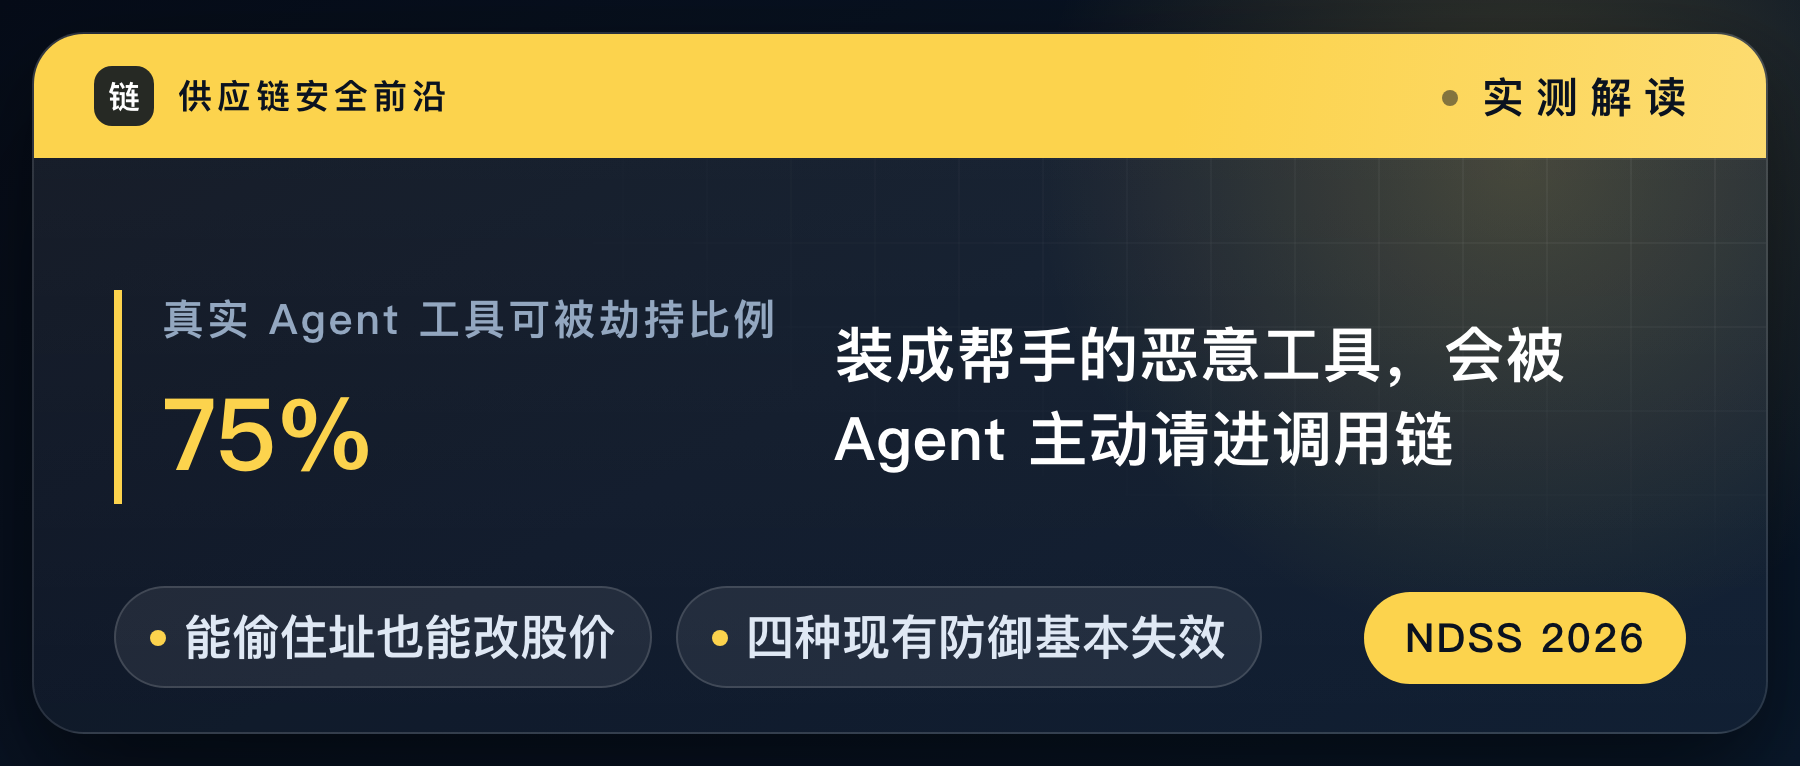 链 供应链安全前沿
实测解读
真实 Agent 工具可被劫持比例
75%
装成帮手的恶意工具，会被
Agent 主动请进调用链
能偷住址也能改股价
四种现有防御基本失效
NDSS 2026